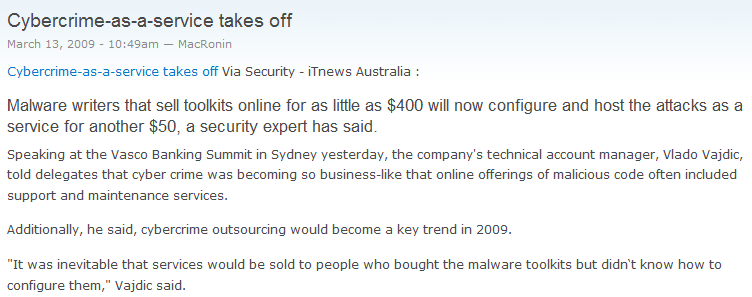 Cybercrime-as-a-service takes off
March 13, 2009 - 10:49am — MacRonin
Cybercrime-as-a-service takes off Via Security - iTnews Australia :
Malware writers that sell toolkits online for as little as $400 will now configure and host the attacks as a
service for another $50, a security expert has said.
Speaking at the Vasco Banking Summit in Sydney yesterday, the company's technical account manager, Vlado Vajdic,
told delegates that cyber crime was becoming so business-like that online offerings of malicious code often included
support and maintenance services.
Additionally, he said, cybercrime outsourcing would become a key trend in 2009.
"It was inevitable that services would be sold to people who bought the malware toolkits but didn't know how to
configure them," Vajdic said.